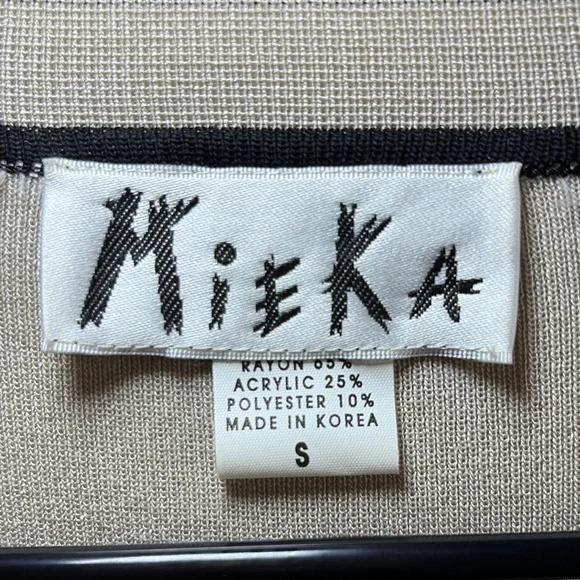 MiEKA
RAYON 65%
ACRYLIC 25%
POLYESTER 10%
MADE IN KOREA
S